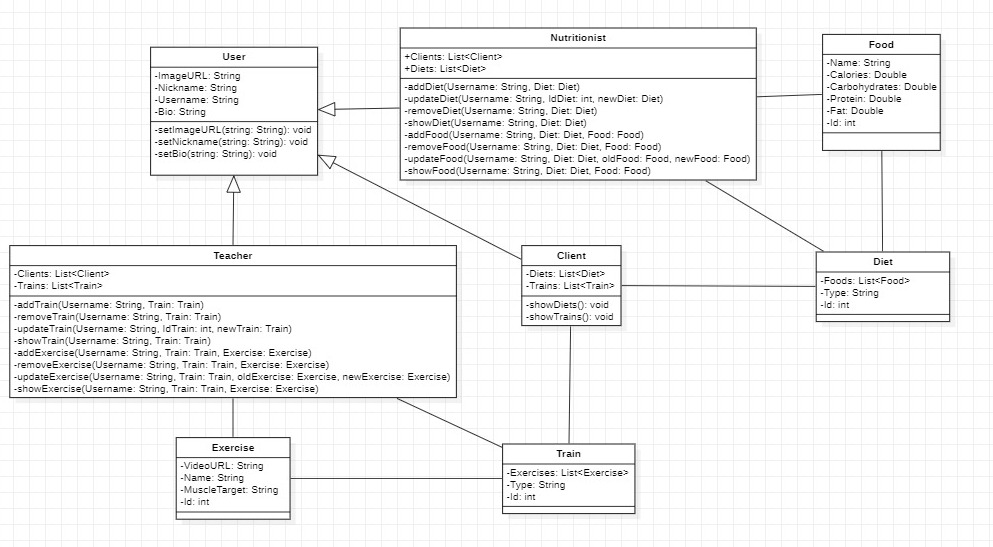 User
-ImageURL: String
-Nickname: String
-Username: String
-Bio: String
-setImageURL(string: String): void
-setNickname(string: String): void
-setBio(string: String): void
Nutritionist
+Clients: List<Client>
+Diets: List<Diet>
-addDiet(Username: String, Diet: Diet)
-updateDiet(Username: String, IdDiet: int, newDiet: Diet)
-removeDiet(Username: String, Diet: Diet)
-showDiet(Username: String, Diet: Diet)
-addFood(Username: String, Diet: Diet, Food: Food)
-removeFood(Username: String, Diet: Diet, Food: Food)
-updateFood(Username: String, Diet: Diet, oldFood: Food, newFood: Food)
-showFood(Username: String, Diet: Diet, Food: Food)
Food
-Name: String
-Calories: Double
-Carbohydrates: Double
-Protein: Double
-Fat: Double
-Id: int
Teacher
-Clients: List<Client>
-Trains: List<Train>
-addTrain(Username: String, Train: Train)
-removeTrain(Username: String, Train: Train)
-updateTrain(Username: String, IdTrain: int, newTrain: Train)
-showTrain(Username: String, Train: Train)
-addExercise(Username: String, Train: Train, Exercise: Exercise)
-removeExercise(Username: String, Train: Train, Exercise: Exercise)
-updateExercise(Username: String, Train: Train, oldExercise: Exercise, newExercise: Exercise)
-showExercise(Username: String, Train: Train, Exercise: Exercise)
Client
-Diets: List<Diet>
-Trains: List<Train>
-showDiets(): void
-showTrains(): void
Diet
-Foods: List<Food>
-Type: String
-Id: int
Exercise
-VideoURL: String
-Name: String
-MuscleTarget: String
-Id: int
Train
-Exercises: List<Exercise>
-Type: String
-Id: int